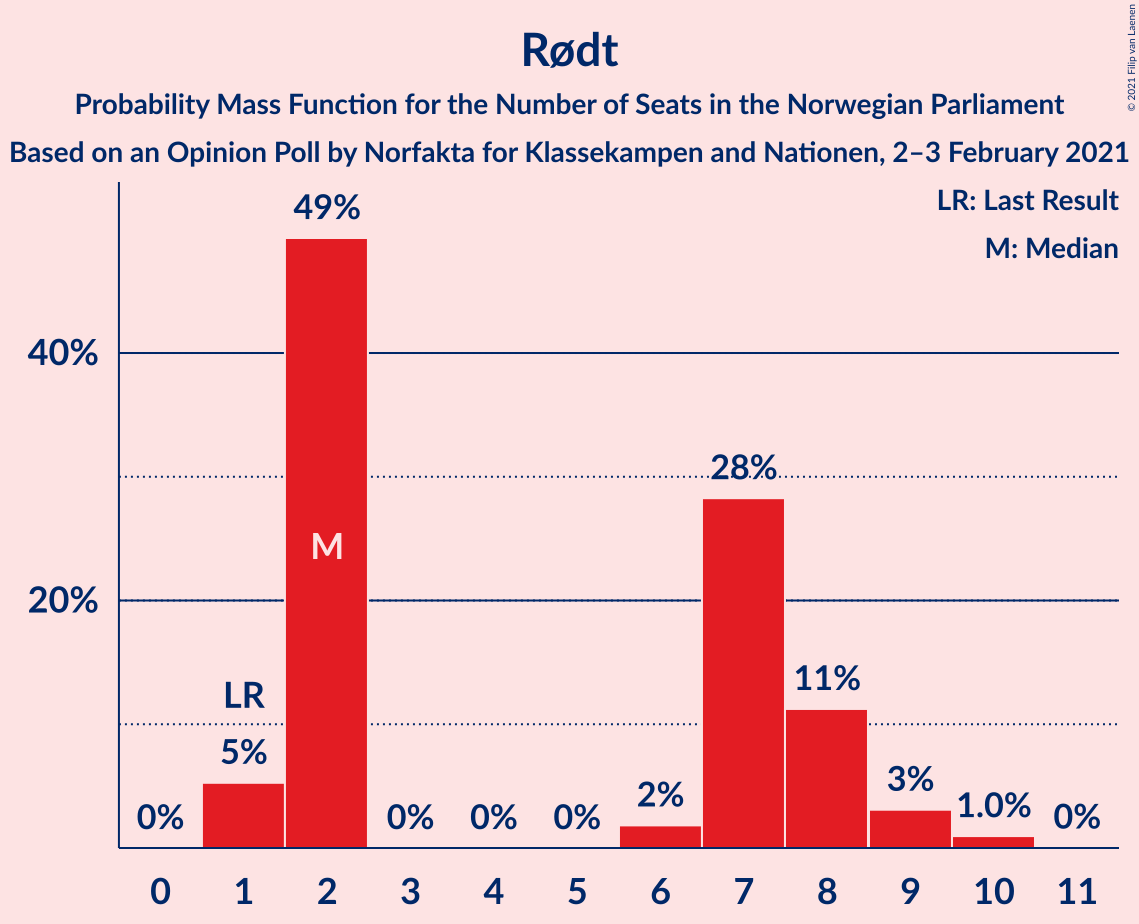 Rødt
Probability Mass Function for the Number of Seats in the Norwegian Parliament
Based on an Opinion Poll by Norfakta for Klassekampen and Nationen, 2–3 February 2021
© 2021 Filip van Laenen
LR: Last Result
M: Median
49%
40%
28%
M
20%
LR
11%
5%
0%
0%
0%
0%
2%
3%
1.0%
0%
0 1 2 3 4 5 6 7 8 9 10 11